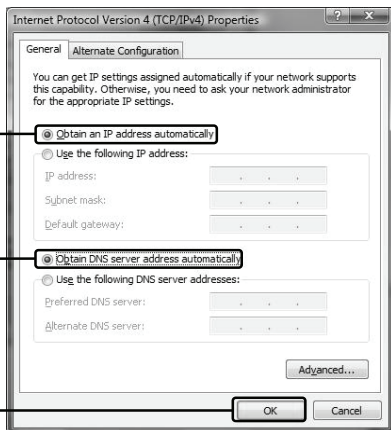 Internet Protocol Version 4 (TCP/IPv4) Properties
General
Alternate Configuration
You can get IP settings assigned automatically if your network supports
this capability. Otherwise, you need to ask your network administrator
for the appropriate IP settings.
Obtain an IP address automatically
Use the following IP address:
IP address:
Subnet mask:
Default gateway:
Obtain DNS server address automatically
Use the following DNS server addresses:
Preferred DNS server:
Alternate DNS server:
Advanced...
OK
Cancel